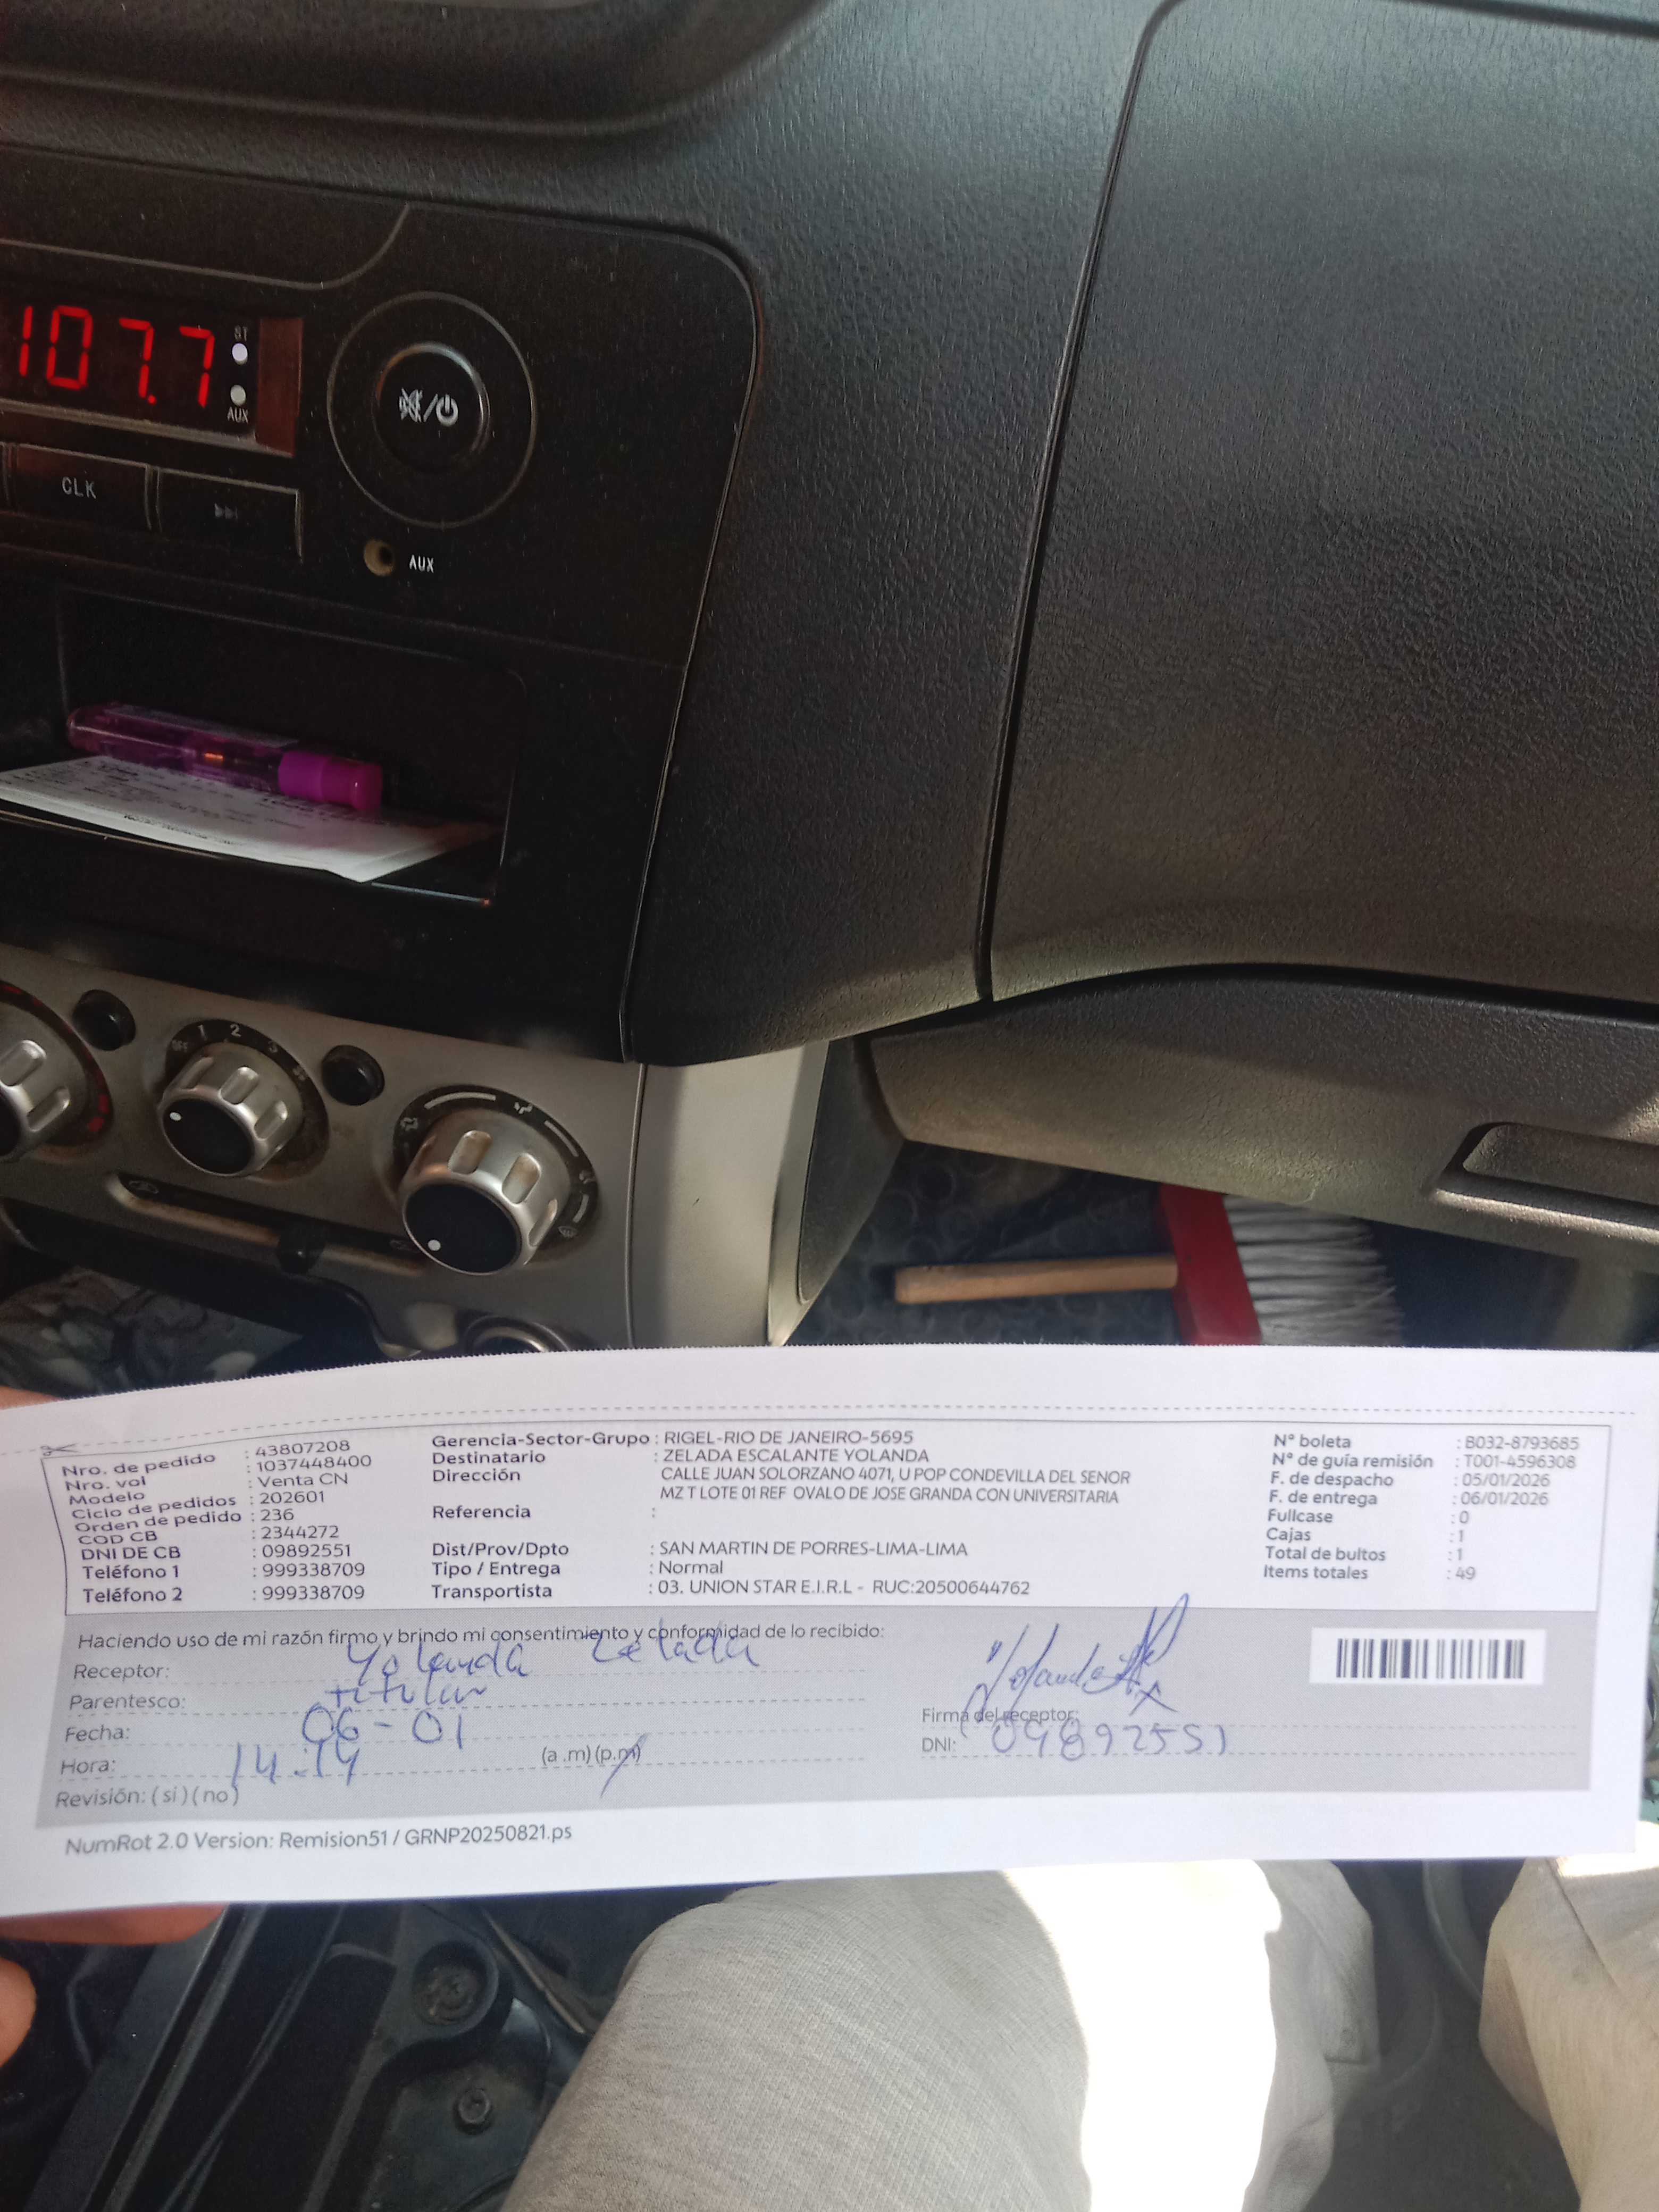 107.7
ST
AUX
CLK
AUX
1 2 3
Nro. de pedido : 43807208
Nro. vol : 1037448400
Modelo : Venta CN
Ciclo de pedidos : 202601
Orden de pedido : 236
COD CB : 2344272
DNI DE CB : 09892551
Teléfono 1 : 999338709
Teléfono 2 : 999338709
Gerencia-Sector-Grupo : RIGEL-RIO DE JANEIRO-5695
Destinatario : ZELADA ESCALANTE YOLANDA
Dirección CALLE JUAN SOLORZANO 4071, U POP CONDEVILLA DEL SENOR
MZ T LOTE 01 REF OVALO DE JOSE GRANDA CON UNIVERSITARIA
Referencia :
Dist/Prov/Dpto : SAN MARTIN DE PORRES-LIMA-LIMA
Tipo / Entrega : Normal
Transportista : 03. UNION STAR E.I.R.L - RUC:20500644762
N° boleta : B032-8793685
N° de guía remisión : T001-4596308
F. de despacho : 05/01/2026
F. de entrega : 06/01/2026
Fullcase : 0
Cajas : 1
Total de bultos : 1
Items totales : 49
Haciendo uso de mi razón firmo y brindo mi consentimiento y conformidad de lo recibido:
Receptor: Yolanda Zelada
Parentesco: titular
Fecha: 06-01
Hora: 14:14 (a.m) (p.m)
Revisión: ( si ) ( no )
Firma del receptor:
DNI: 09892551
NumRot 2.0 Version: Remision51 / GRNP20250821.ps